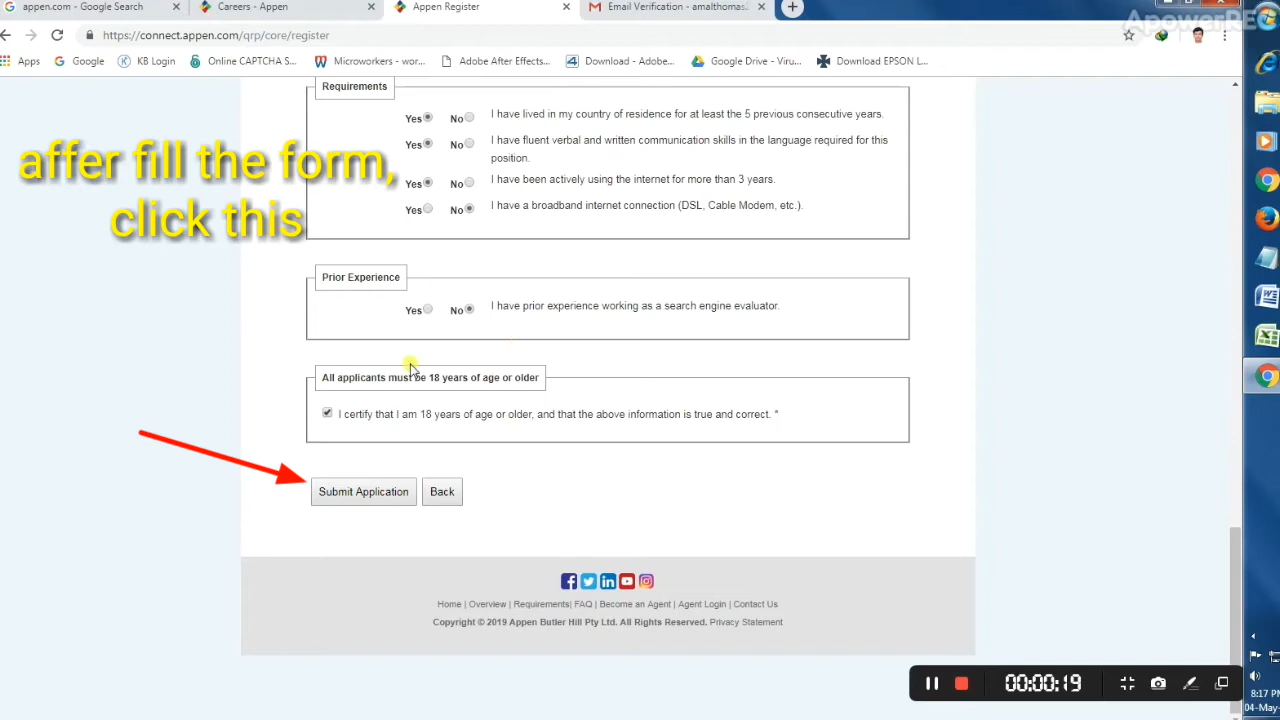 appen.com - Google Search
Careers - Appen
Appen Register
Email Verification - amalthomas
ApowerREC
https://connect.appen.com/qrp/core/register
Apps
Google
KB Login
Online CAPTCHA S...
Microworkers - wor...
Adobe After Effects...
Download - Adobe...
Google Drive - Viru...
Download EPSON L...
Requirements
Yes No I have lived in my country of residence for at least the 5 previous consecutive years.
Yes No I have fluent verbal and written communication skills in the language required for this
position.
Yes No I have been actively using the internet for more than 3 years.
Yes No I have a broadband internet connection (DSL, Cable Modem, etc.).
affer fill the form,
click this
Prior Experience
Yes No I have prior experience working as a search engine evaluator.
All applicants must be 18 years of age or older
I certify that I am 18 years of age or older, and that the above information is true and correct. *
Submit Application
Back
Home | Overview | Requirements| FAQ | Become an Agent | Agent Login | Contact Us
Copyright © 2019 Appen Butler Hill Pty Ltd. All Rights Reserved. Privacy Statement
00:00:19
8:17 PM
04-May-